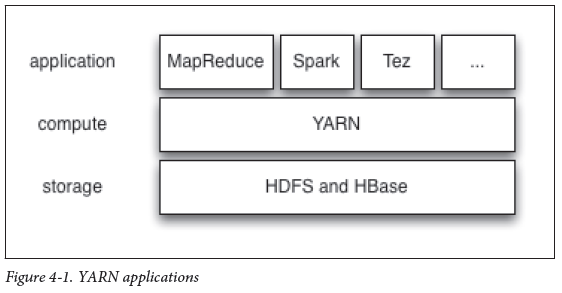 application MapReduce Spark Tez ...
compute YARN
storage HDFS and HBase
Figure 4-1. YARN applications